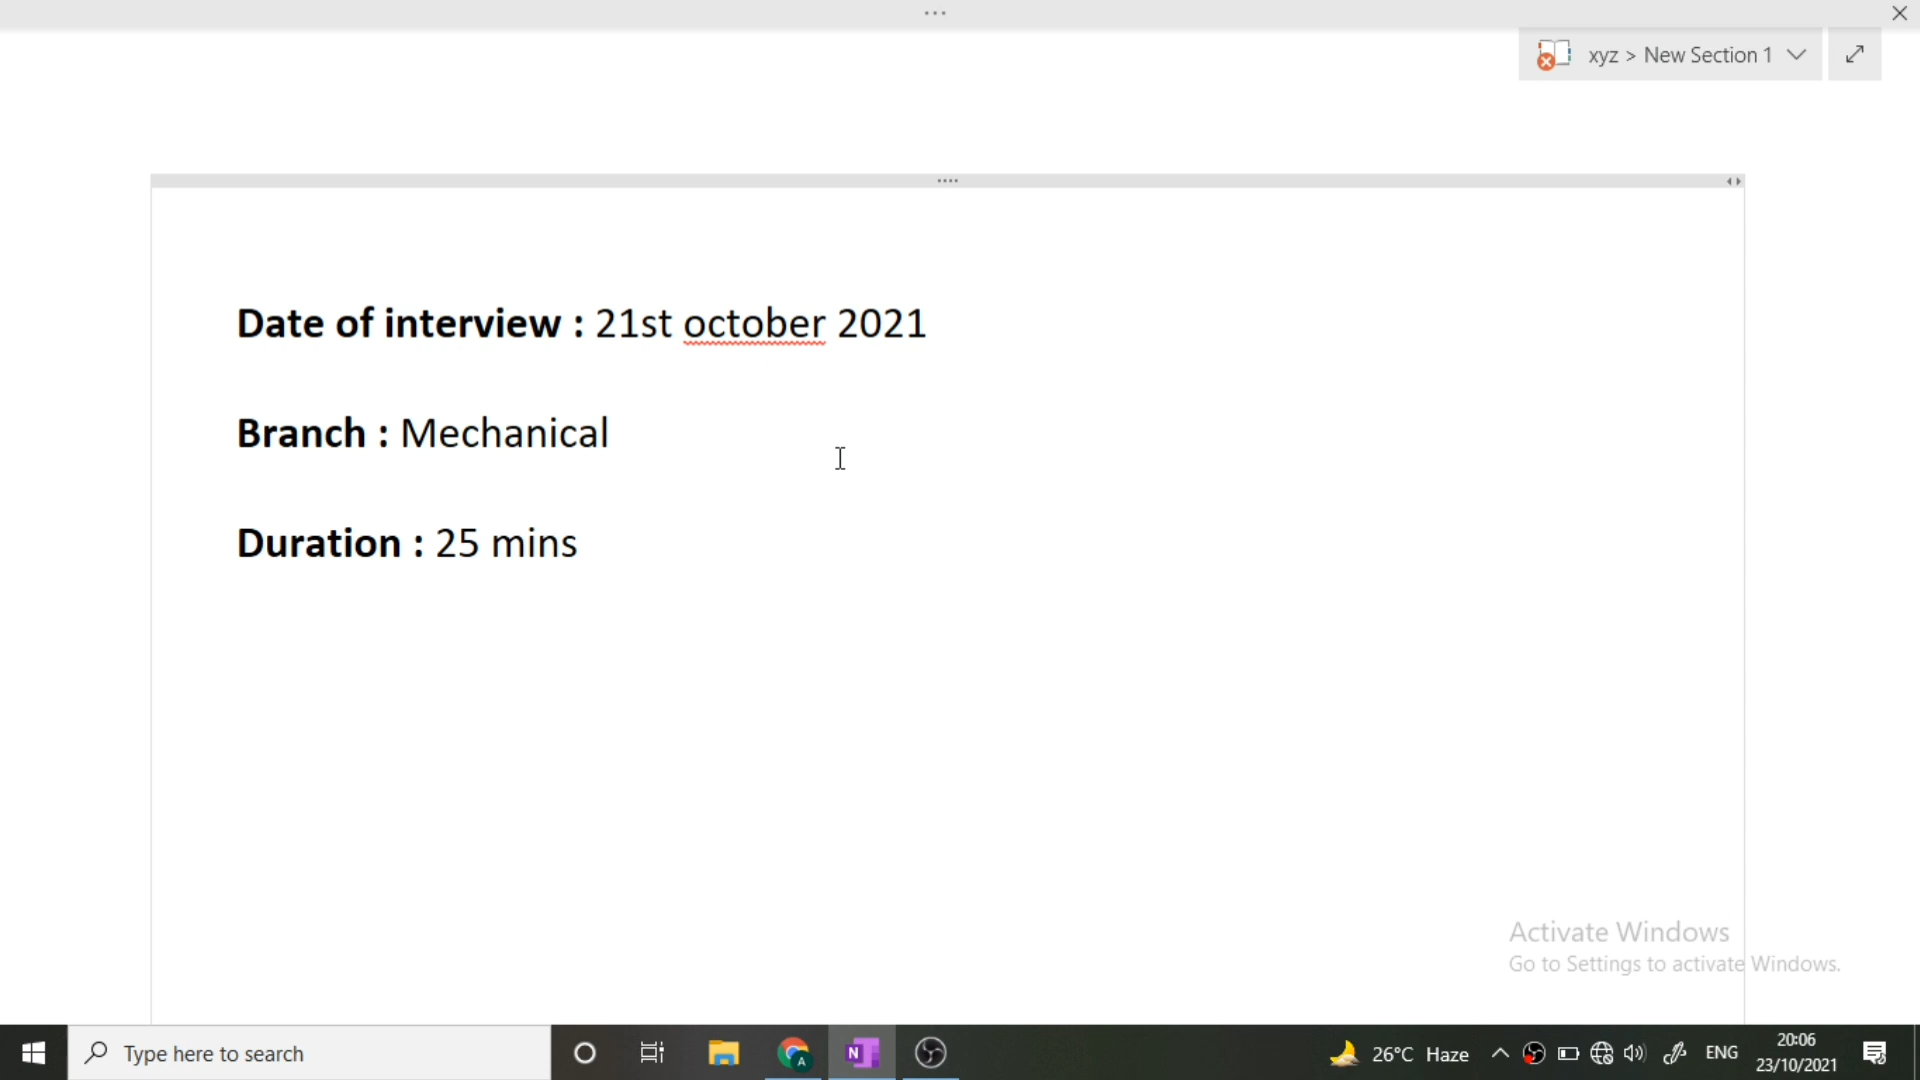 xyz > New Section 1
Date of interview : 21st october 2021
Branch : Mechanical
Duration : 25 mins
Activate Windows
Go to Settings to activate Windows.
Type here to search
A
N
26°C Haze
ENG
20:06
23/10/2021